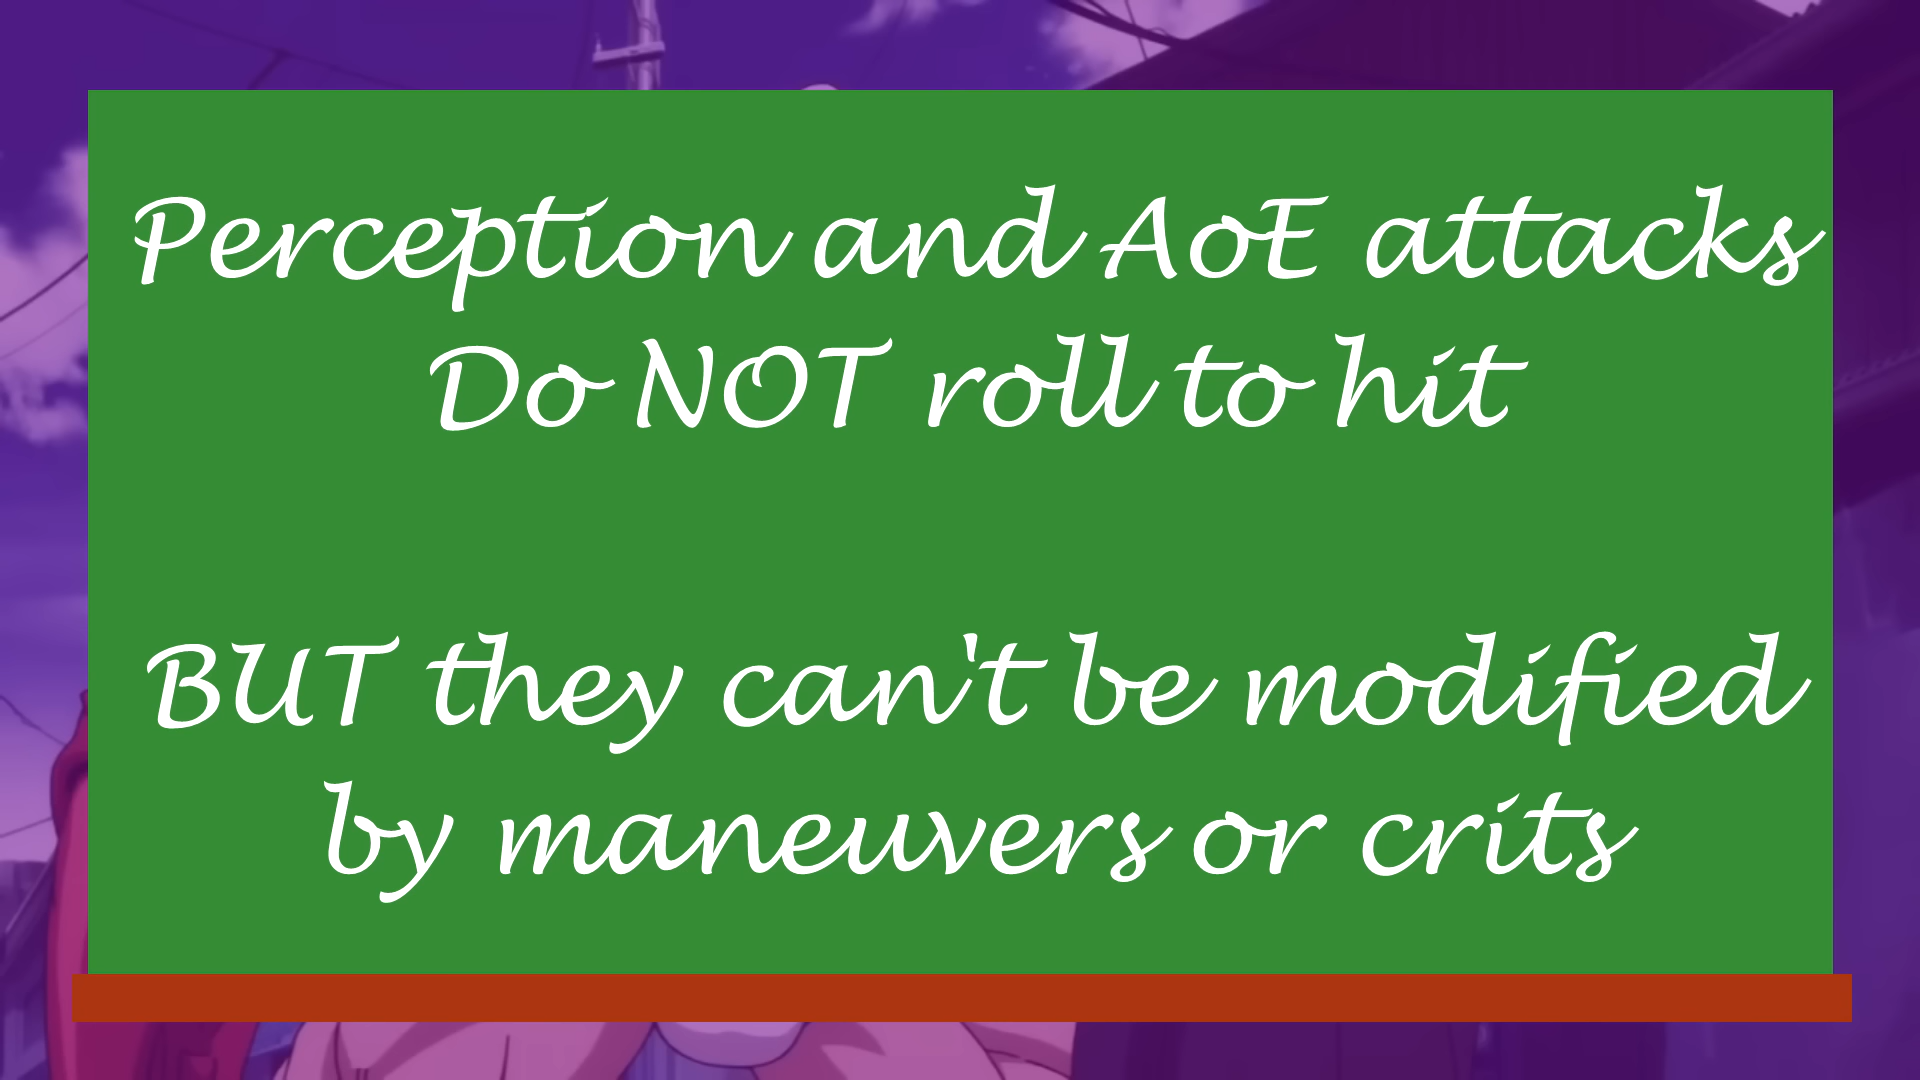 Perception and AoE attacks
Do NOT roll to hit
BUT they can't be modified
by maneuvers or crits